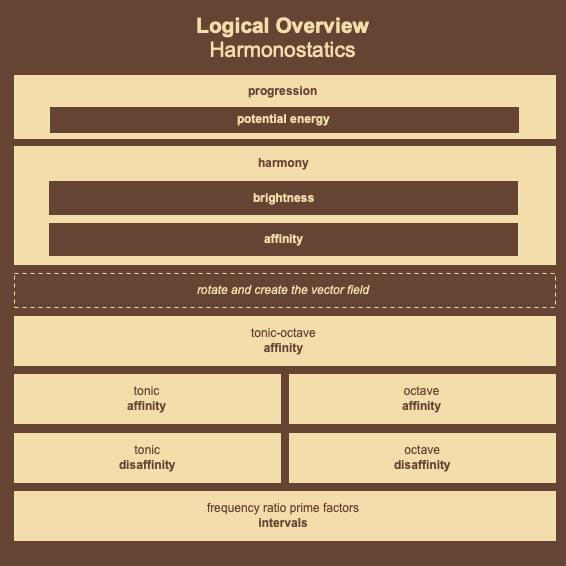 Logical Overview
Harmonostatics
progression
potential energy
harmony
brightness
affinity
rotate and create the vector field
tonic-octave
affinity
tonic
affinity
octave
affinity
tonic
disaffinity
octave
disaffinity
frequency ratio prime factors
intervals